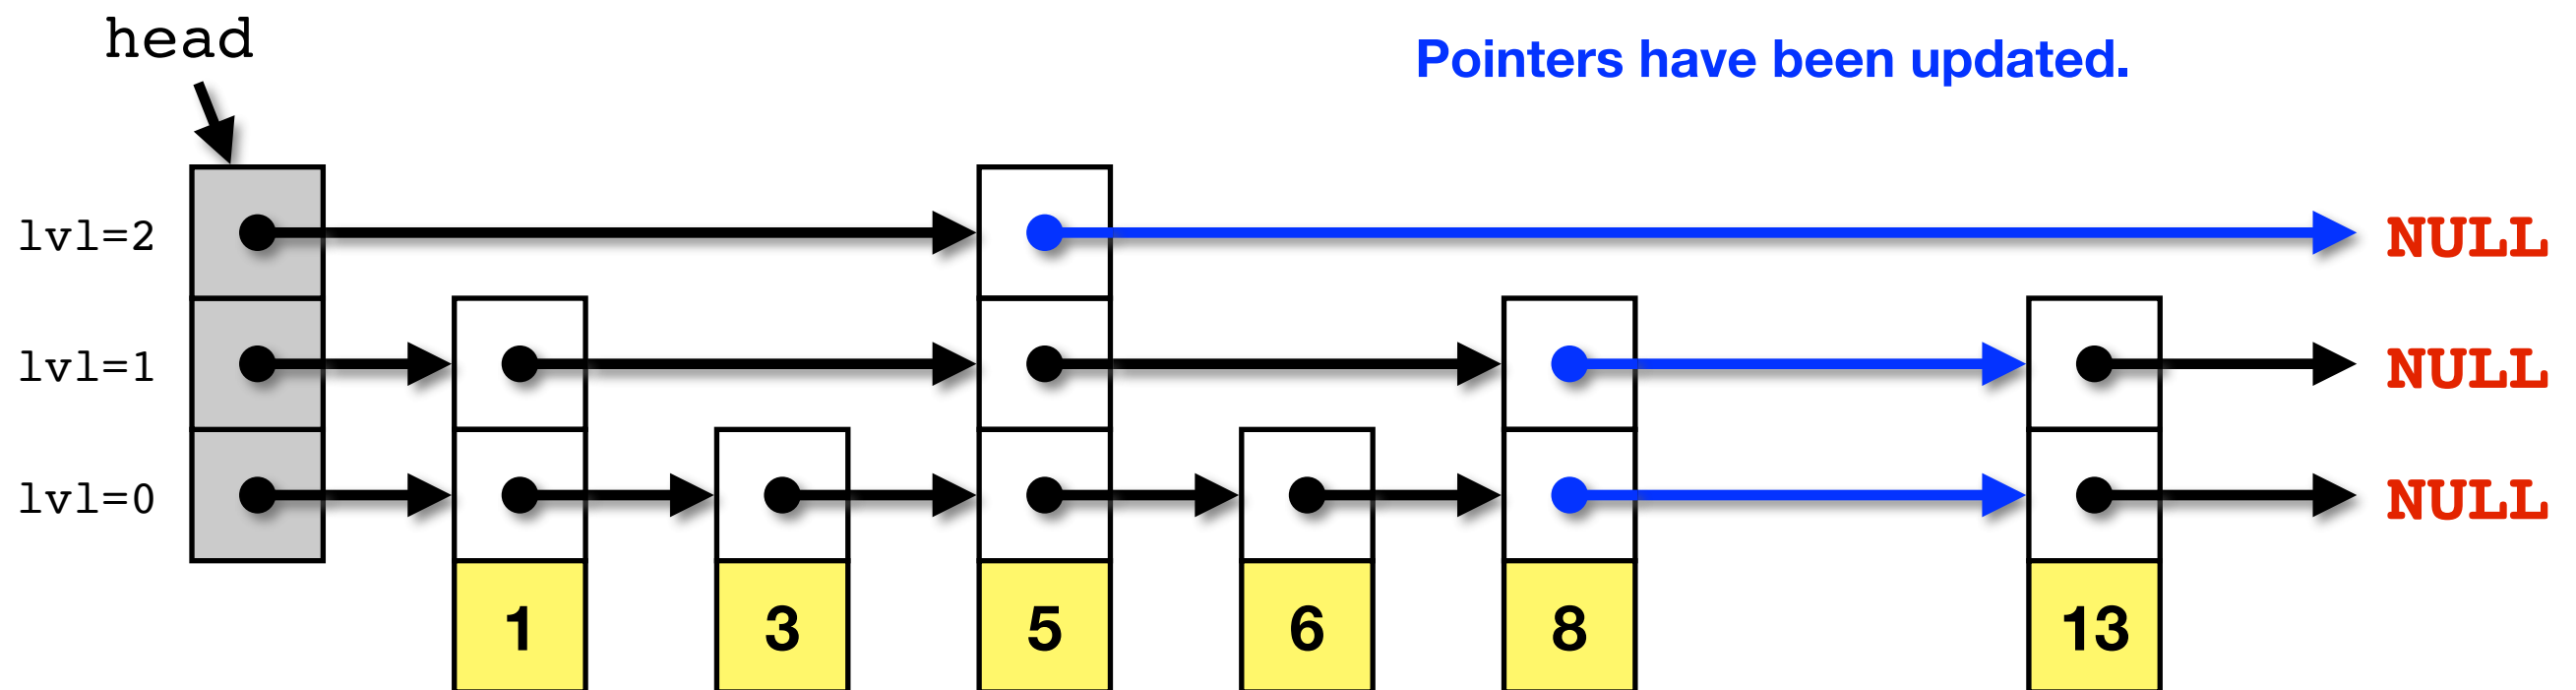 head
Pointers have been updated.
lvl=2
NULL
lvl=1
NULL
lvl=0
NULL
1 3 5 6 8 13